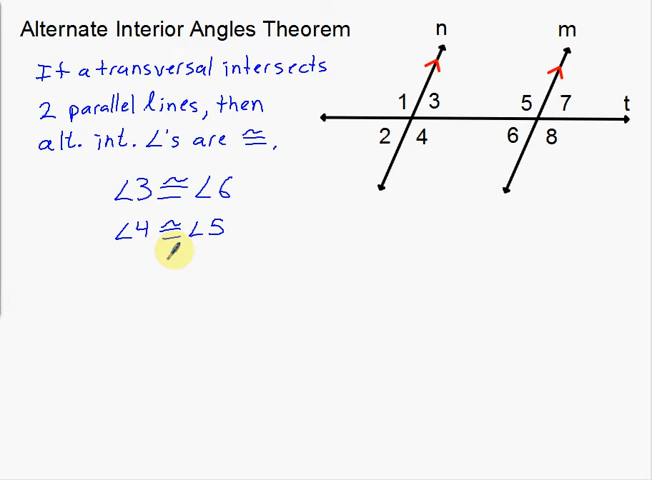 Alternate Interior Angles Theorem
If a transversal intersects
2 parallel lines, then
alt. int. ∠'s are ≅.
∠3 ≅ ∠6
∠4 ≅ ∠5
n
m
1 3
5 7
t
2 4
6 8